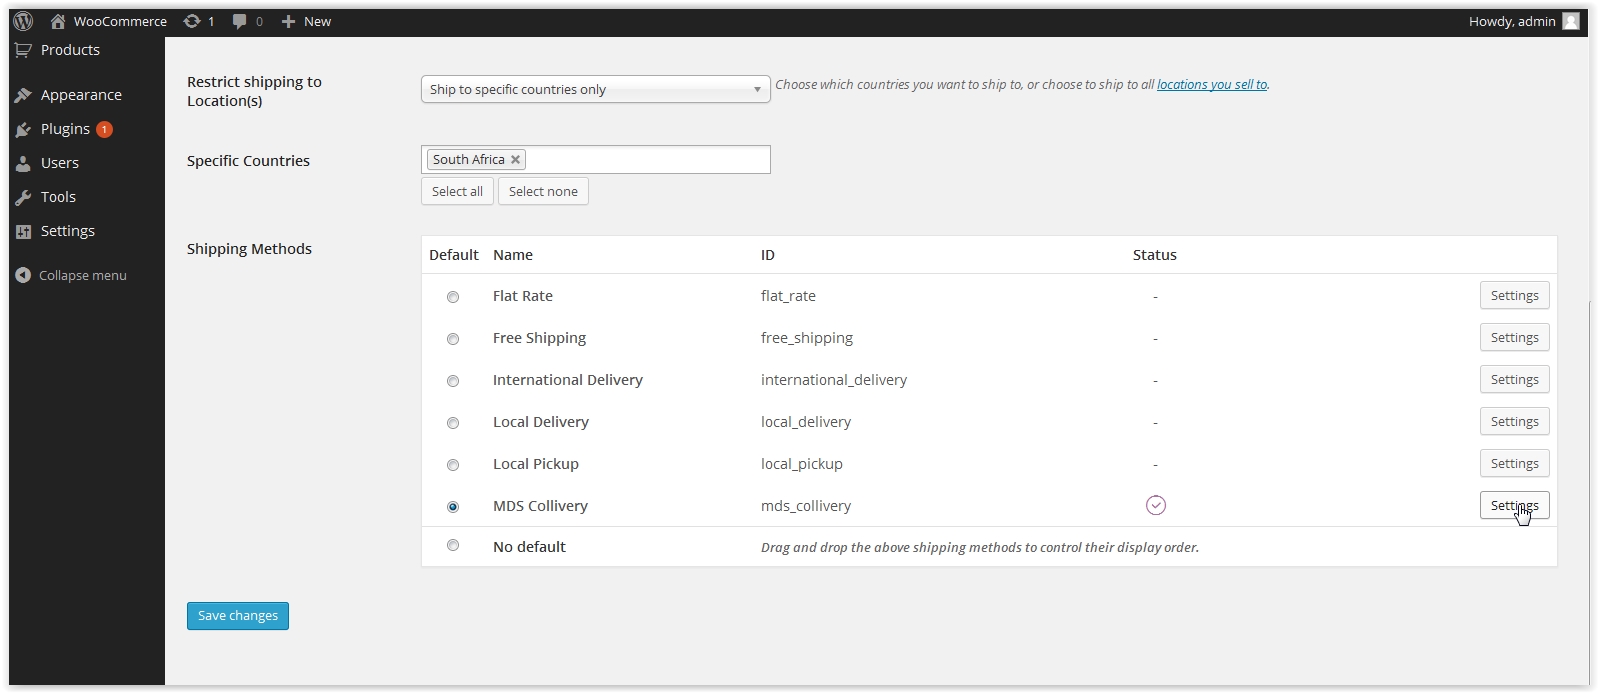 WooCommerce 1 0 New Howdy, admin
Products
Appearance
Plugins 1
Users
Tools
Settings
Collapse menu
Restrict shipping to
Location(s)
Ship to specific countries only
Choose which countries you want to ship to, or choose to ship to all locations you sell to.
Specific Countries
South Africa
Select all Select none
Shipping Methods
Default Name ID Status
Flat Rate flat_rate - Settings
Free Shipping free_shipping - Settings
International Delivery international_delivery - Settings
Local Delivery local_delivery - Settings
Local Pickup local_pickup - Settings
MDS Collivery mds_collivery Settings
No default Drag and drop the above shipping methods to control their display order.
Save changes